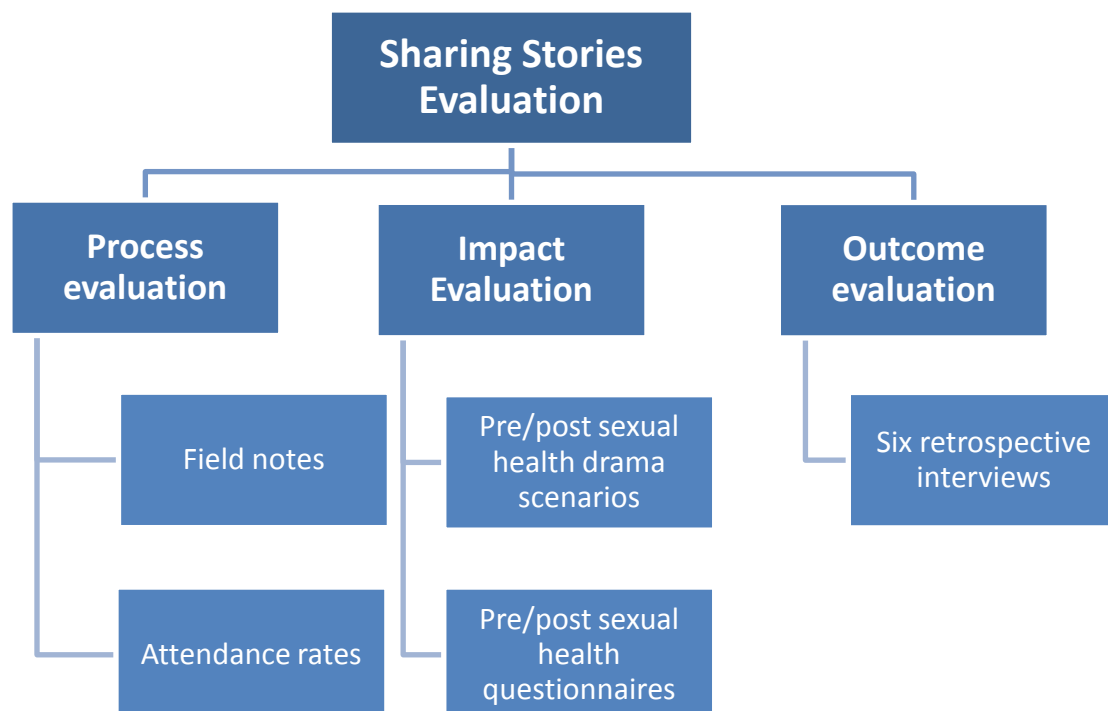 Sharing Stories
Evaluation
Process
evaluation
Impact
Evaluation
Outcome
evaluation
Field notes
Pre/post sexual
health drama
scenarios
Six retrospective
interviews
Attendance rates
Pre/post sexual
health
questionnaires